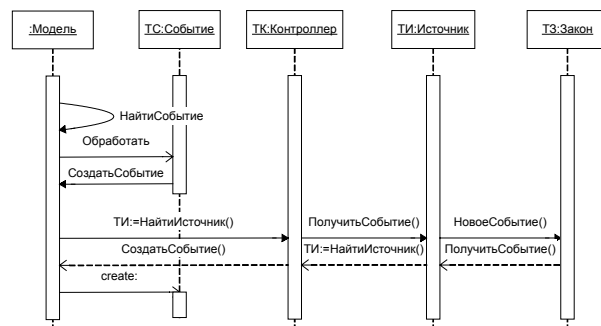 :Модель ТС:Событие ТК:Контроллер ТИ:Источник ТЗ:Закон
НайтиСобытие
Обработать
СоздатьСобытие
ТИ:=НайтиИсточник() ПолучитьСобытие() НовоеСобытие()
СоздатьСобытие() ТИ:=НайтиИсточник() ПолучитьСобытие()
create: